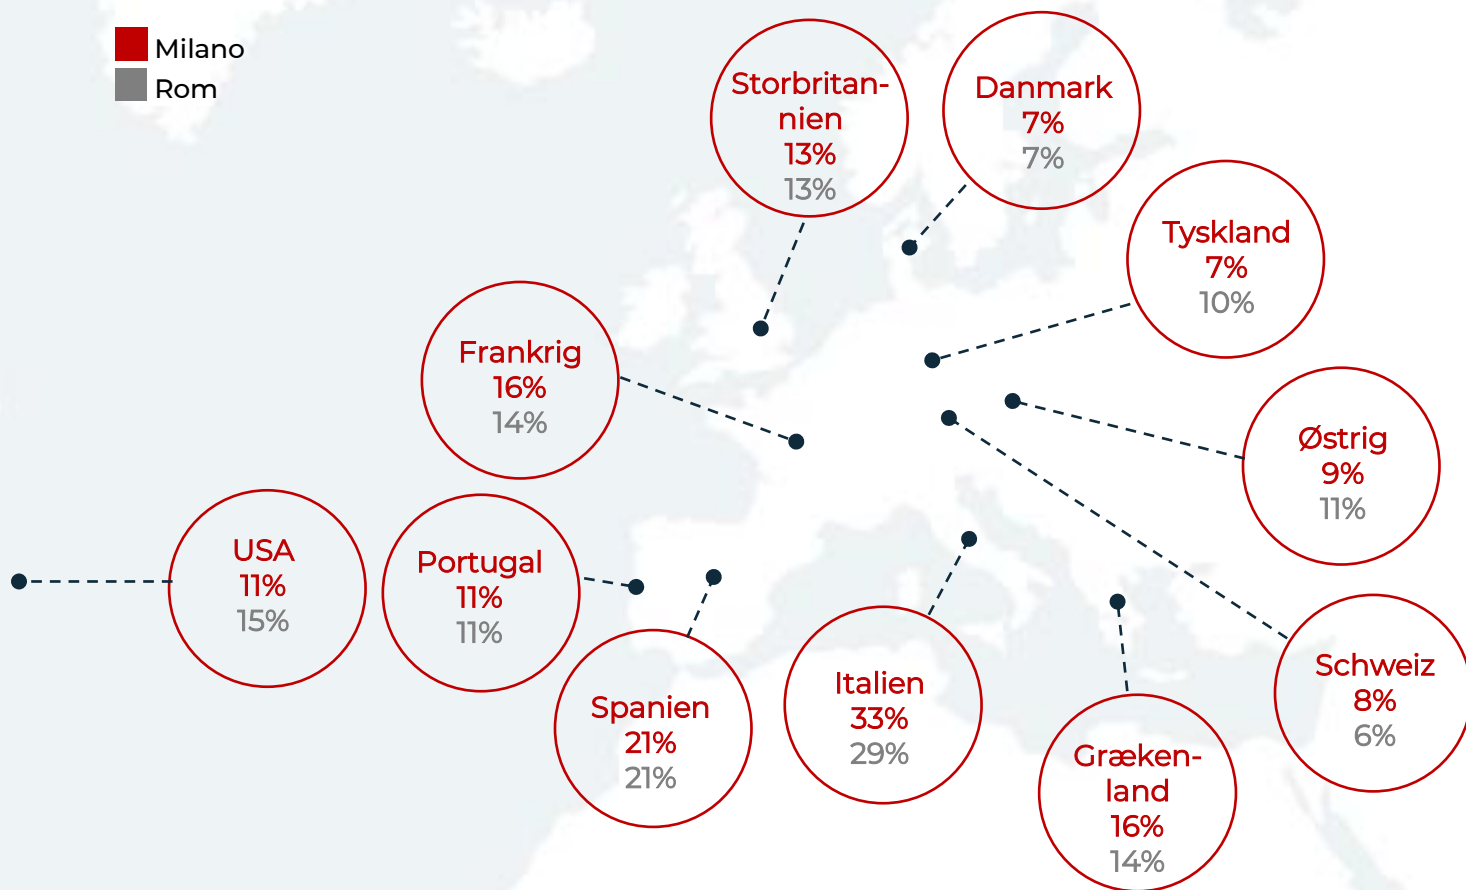 Milano
Rom
Storbritan-
nien
13%
13%
Danmark
7%
7%
Tyskland
7%
10%
Frankrig
16%
14%
Østrig
9%
11%
USA
11%
15%
Portugal
11%
11%
Spanien
21%
21%
Italien
33%
29%
Schweiz
8%
6%
Græken-
land
16%
14%